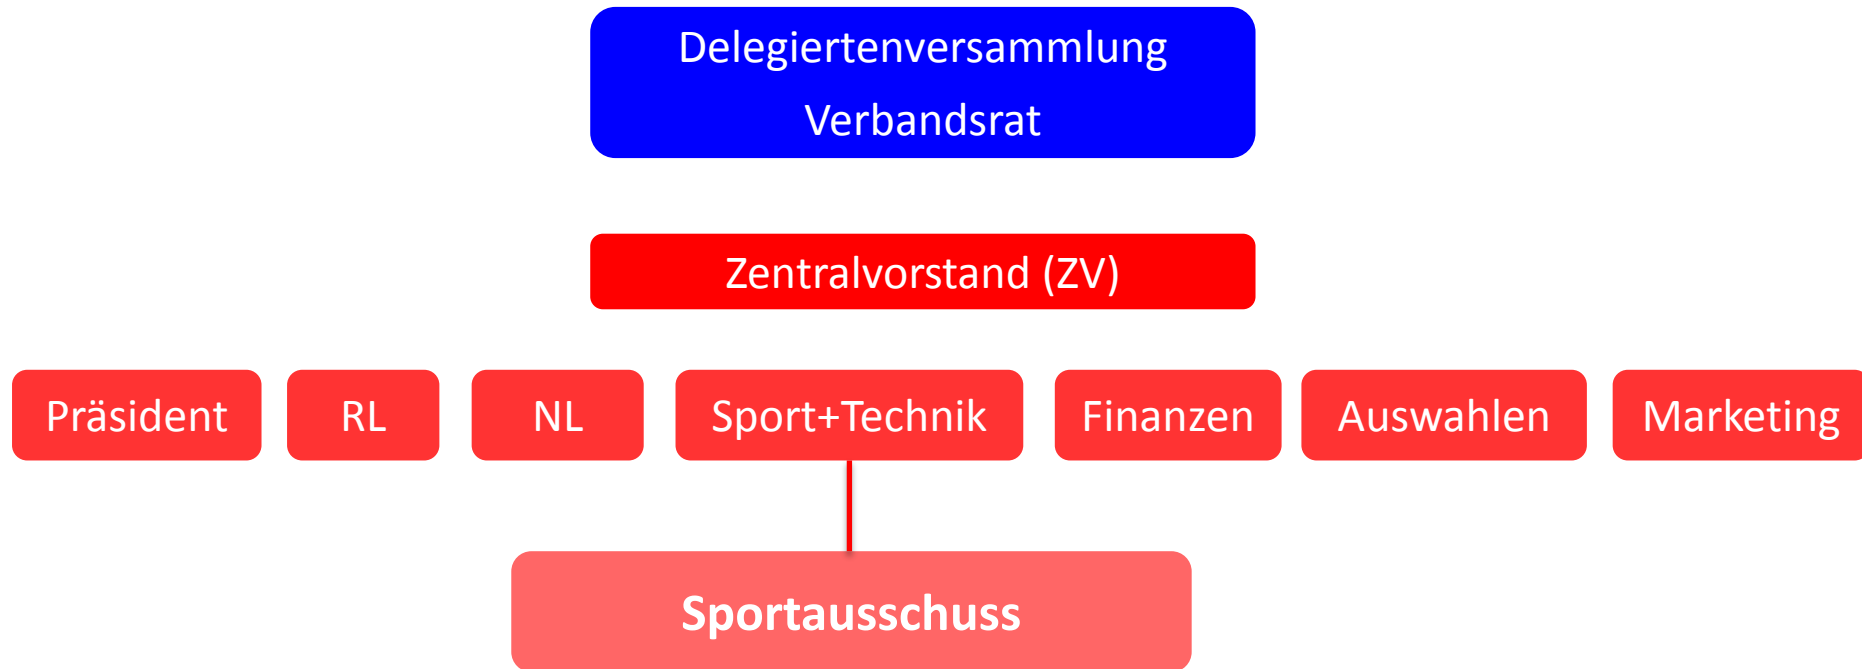 Delegiertenversammlung
Verbandsrat
Zentralvorstand (ZV)
Präsident
RL
NL
Sport+Technik
Finanzen
Auswahlen
Marketing
Sportausschuss